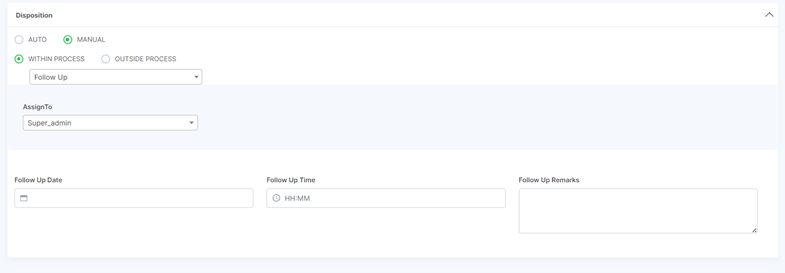 Disposition
AUTO MANUAL
WITHIN PROCESS OUTSIDE PROCESS
Follow Up
AssignTo
Super_admin
Follow Up Date Follow Up Time Follow Up Remarks
HH:MM